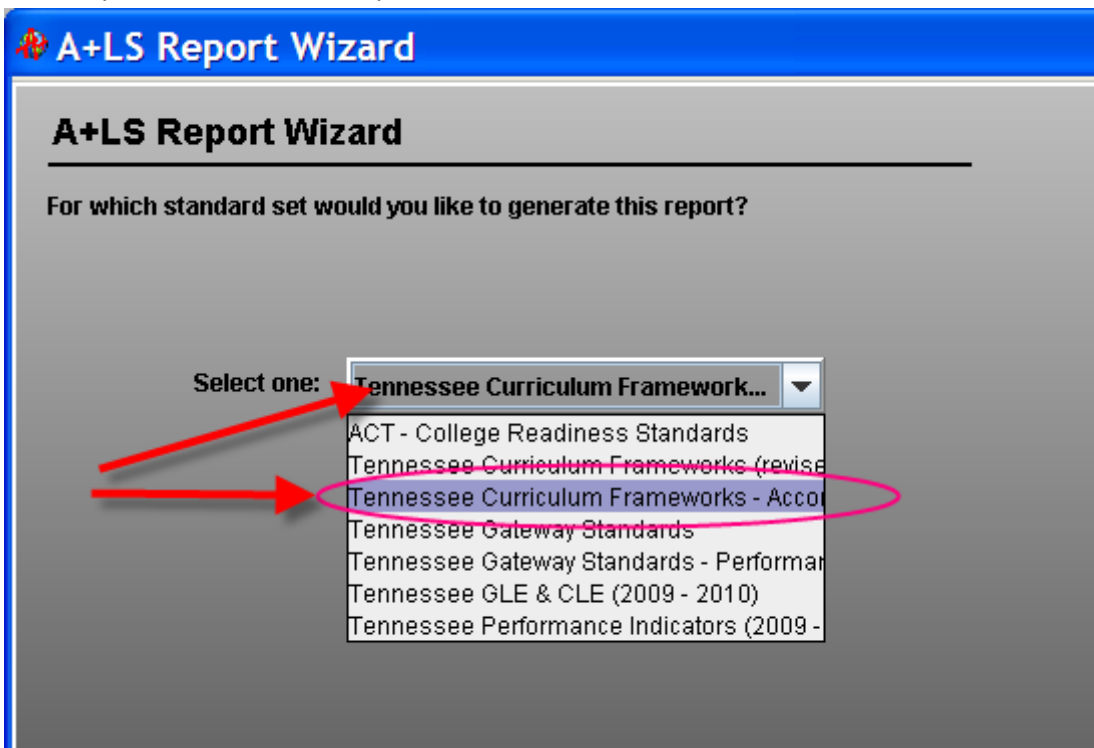 A+LS Report Wizard
A+LS Report Wizard
For which standard set would you like to generate this report?
Select one: Tennessee Curriculum Framework...
ACT - College Readiness Standards
Tennessee Curriculum Frameworks (revise
Tennessee Curriculum Frameworks - Accor
Tennessee Gateway Standards
Tennessee Gateway Standards - Performan
Tennessee GLE & CLE (2009 - 2010)
Tennessee Performance Indicators (2009 -